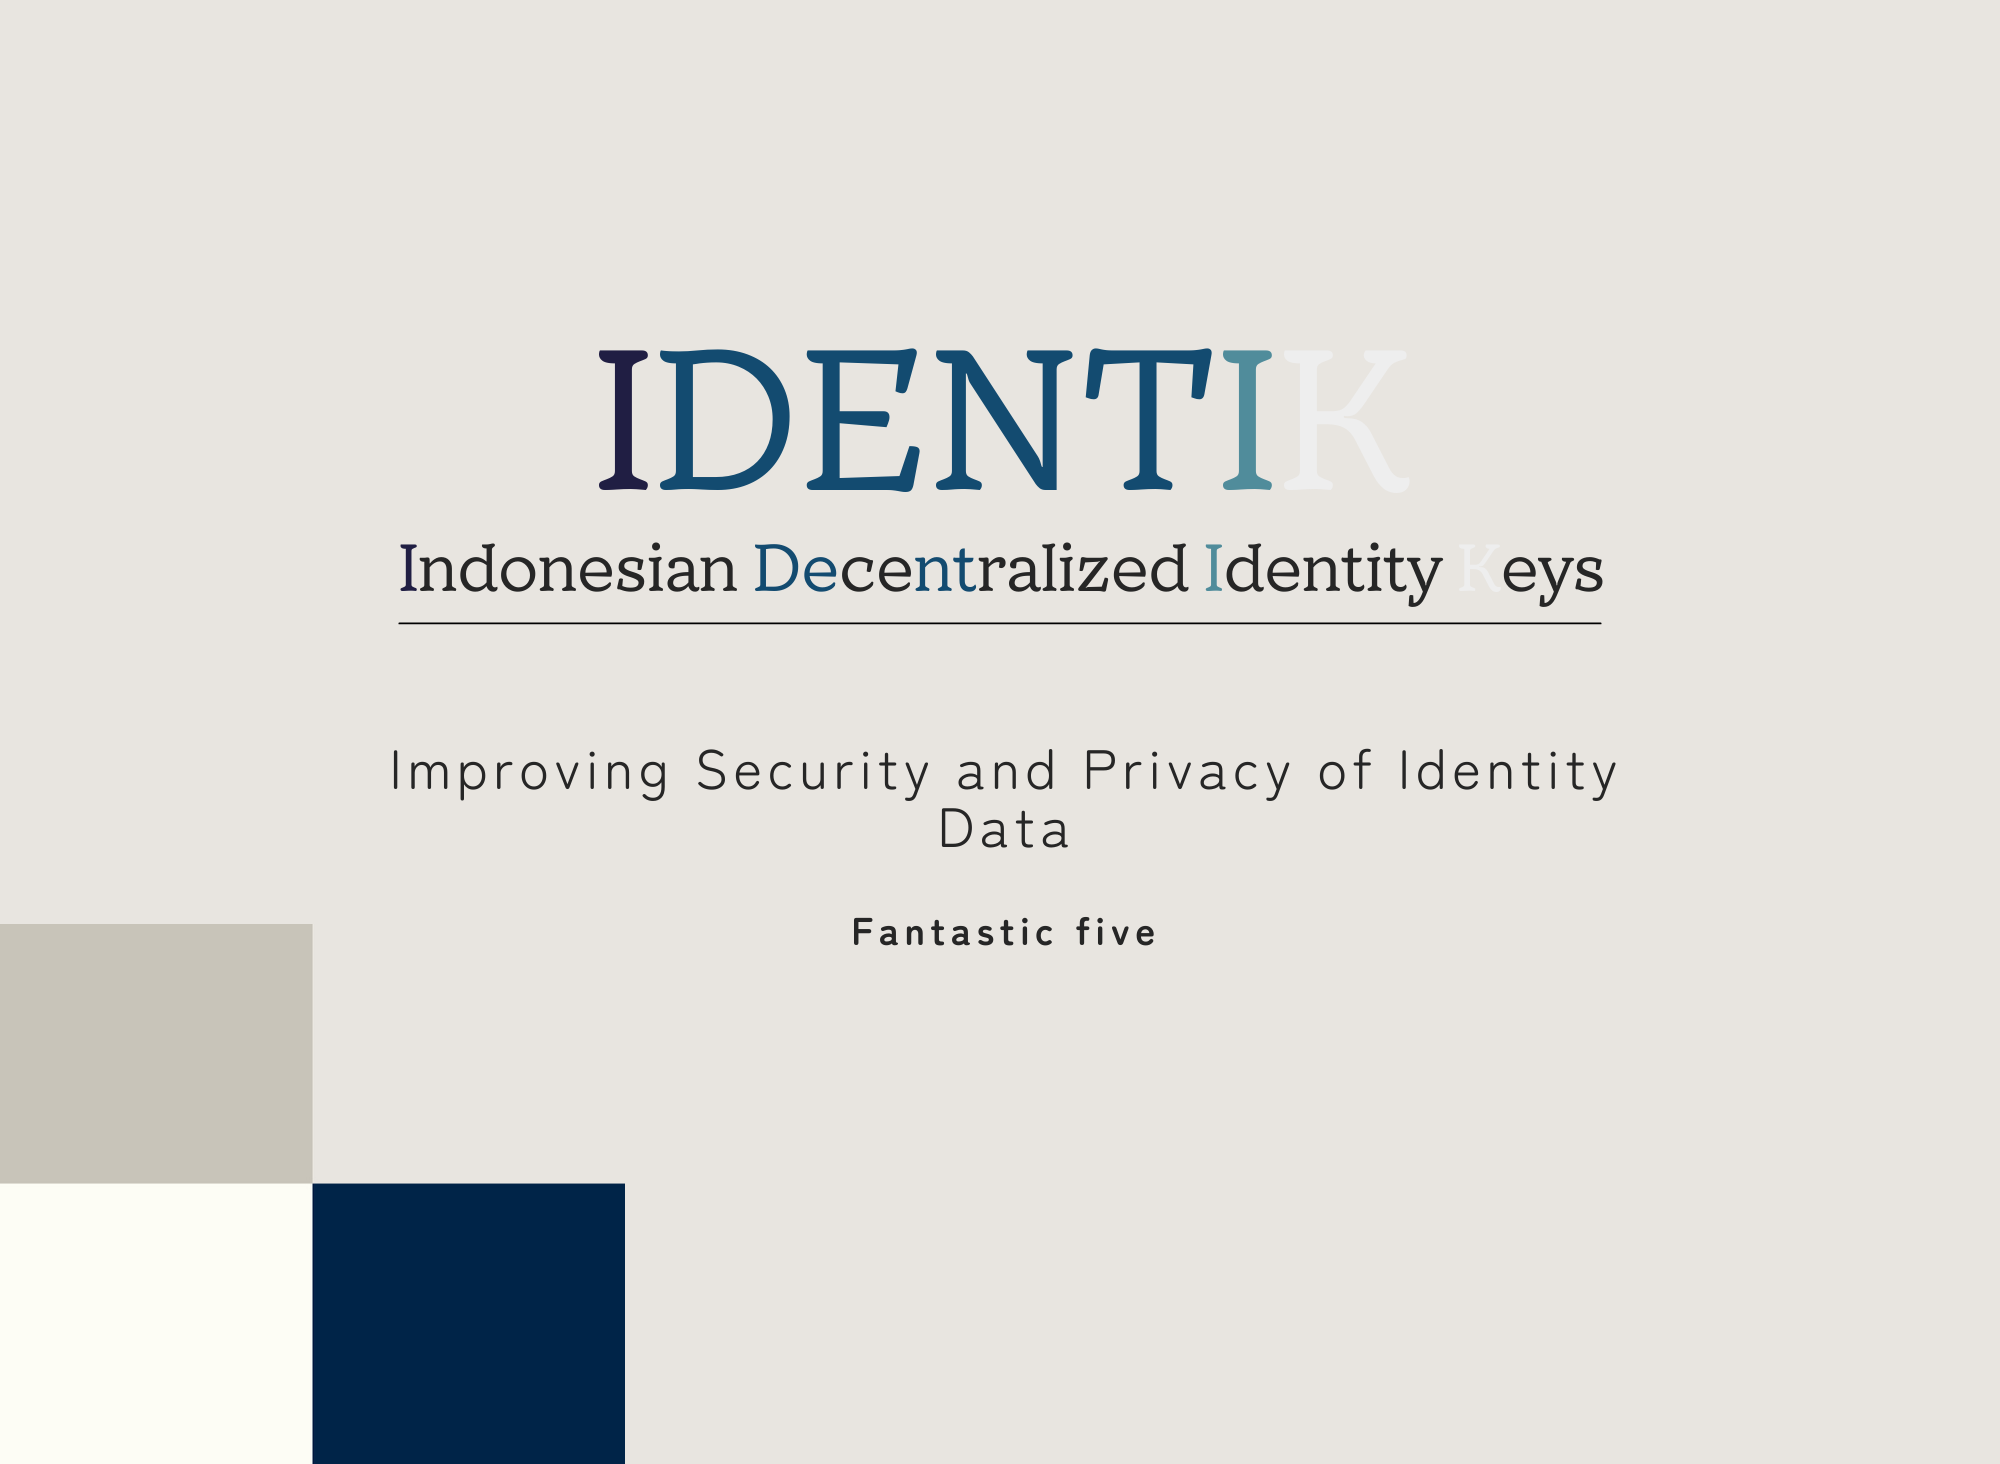 IDENTIK
Indonesian Decentralized Identity Keys
Improving Security and Privacy of Identity
Data
Fantastic five